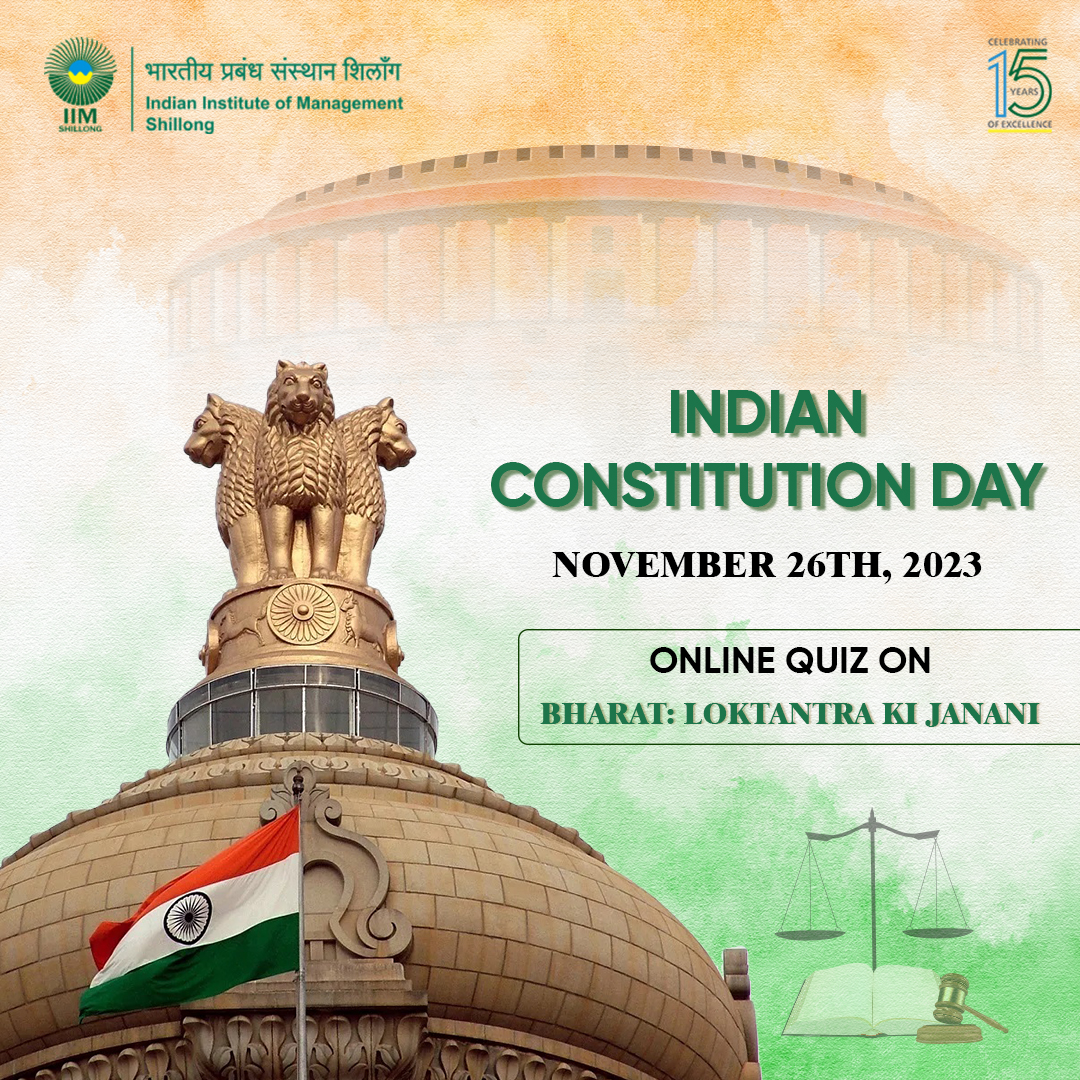 भारतीय प्रबंध संस्थान शिलाँग
Indian Institute of Management
Shillong
IIM
SHILLONG
CELEBRATING
15
YEARS
OF EXCELLENCE
INDIAN
CONSTITUTION DAY
NOVEMBER 26TH, 2023
ONLINE QUIZ ON
BHARAT: LOKTANTRA KI JANANI